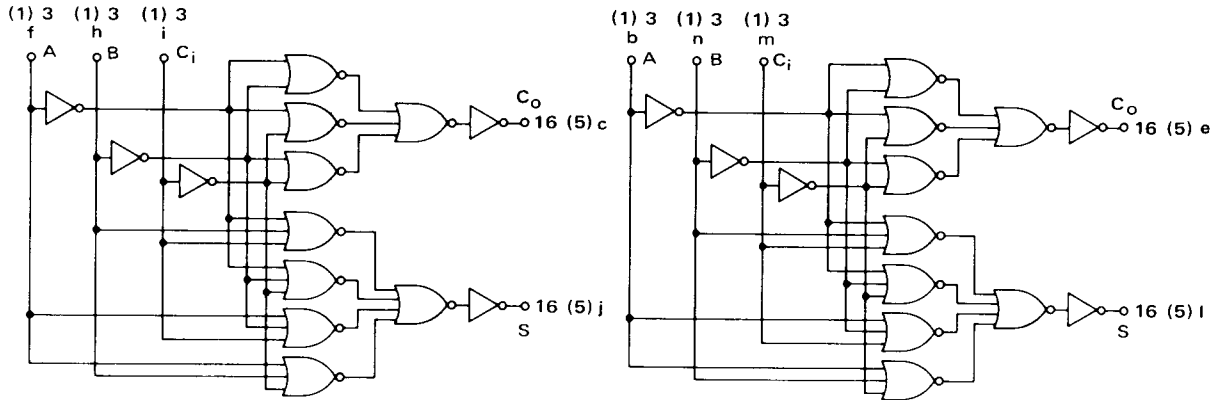 (1) 3 (1) 3 (1) 3
f h i
A B Ci
Co
16 (5) c
16 (5) j
S
(1) 3 (1) 3 (1) 3
b n m
A B Ci
Co
16 (5) e
16 (5) l
S